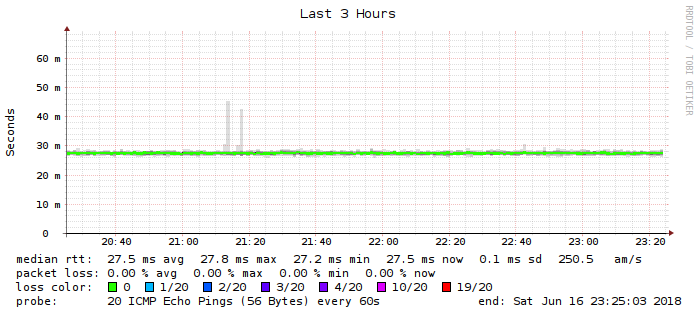 Last 3 Hours
RRDTOOL / TOBI OETIKER
Seconds
60 m
50 m
40 m
30 m
20 m
10 m
0
20:40 21:00 21:20 21:40 22:00 22:20 22:40 23:00 23:20
median rtt: 27.5 ms avg 27.8 ms max 27.2 ms min 27.5 ms now 0.1 ms sd 250.5 am/s
packet loss: 0.00 % avg 0.00 % max 0.00 % min 0.00 % now
loss color: 0 1/20 2/20 3/20 4/20 10/20 19/20
probe: 20 ICMP Echo Pings (56 Bytes) every 60s end: Sat Jun 16 23:25:03 2018